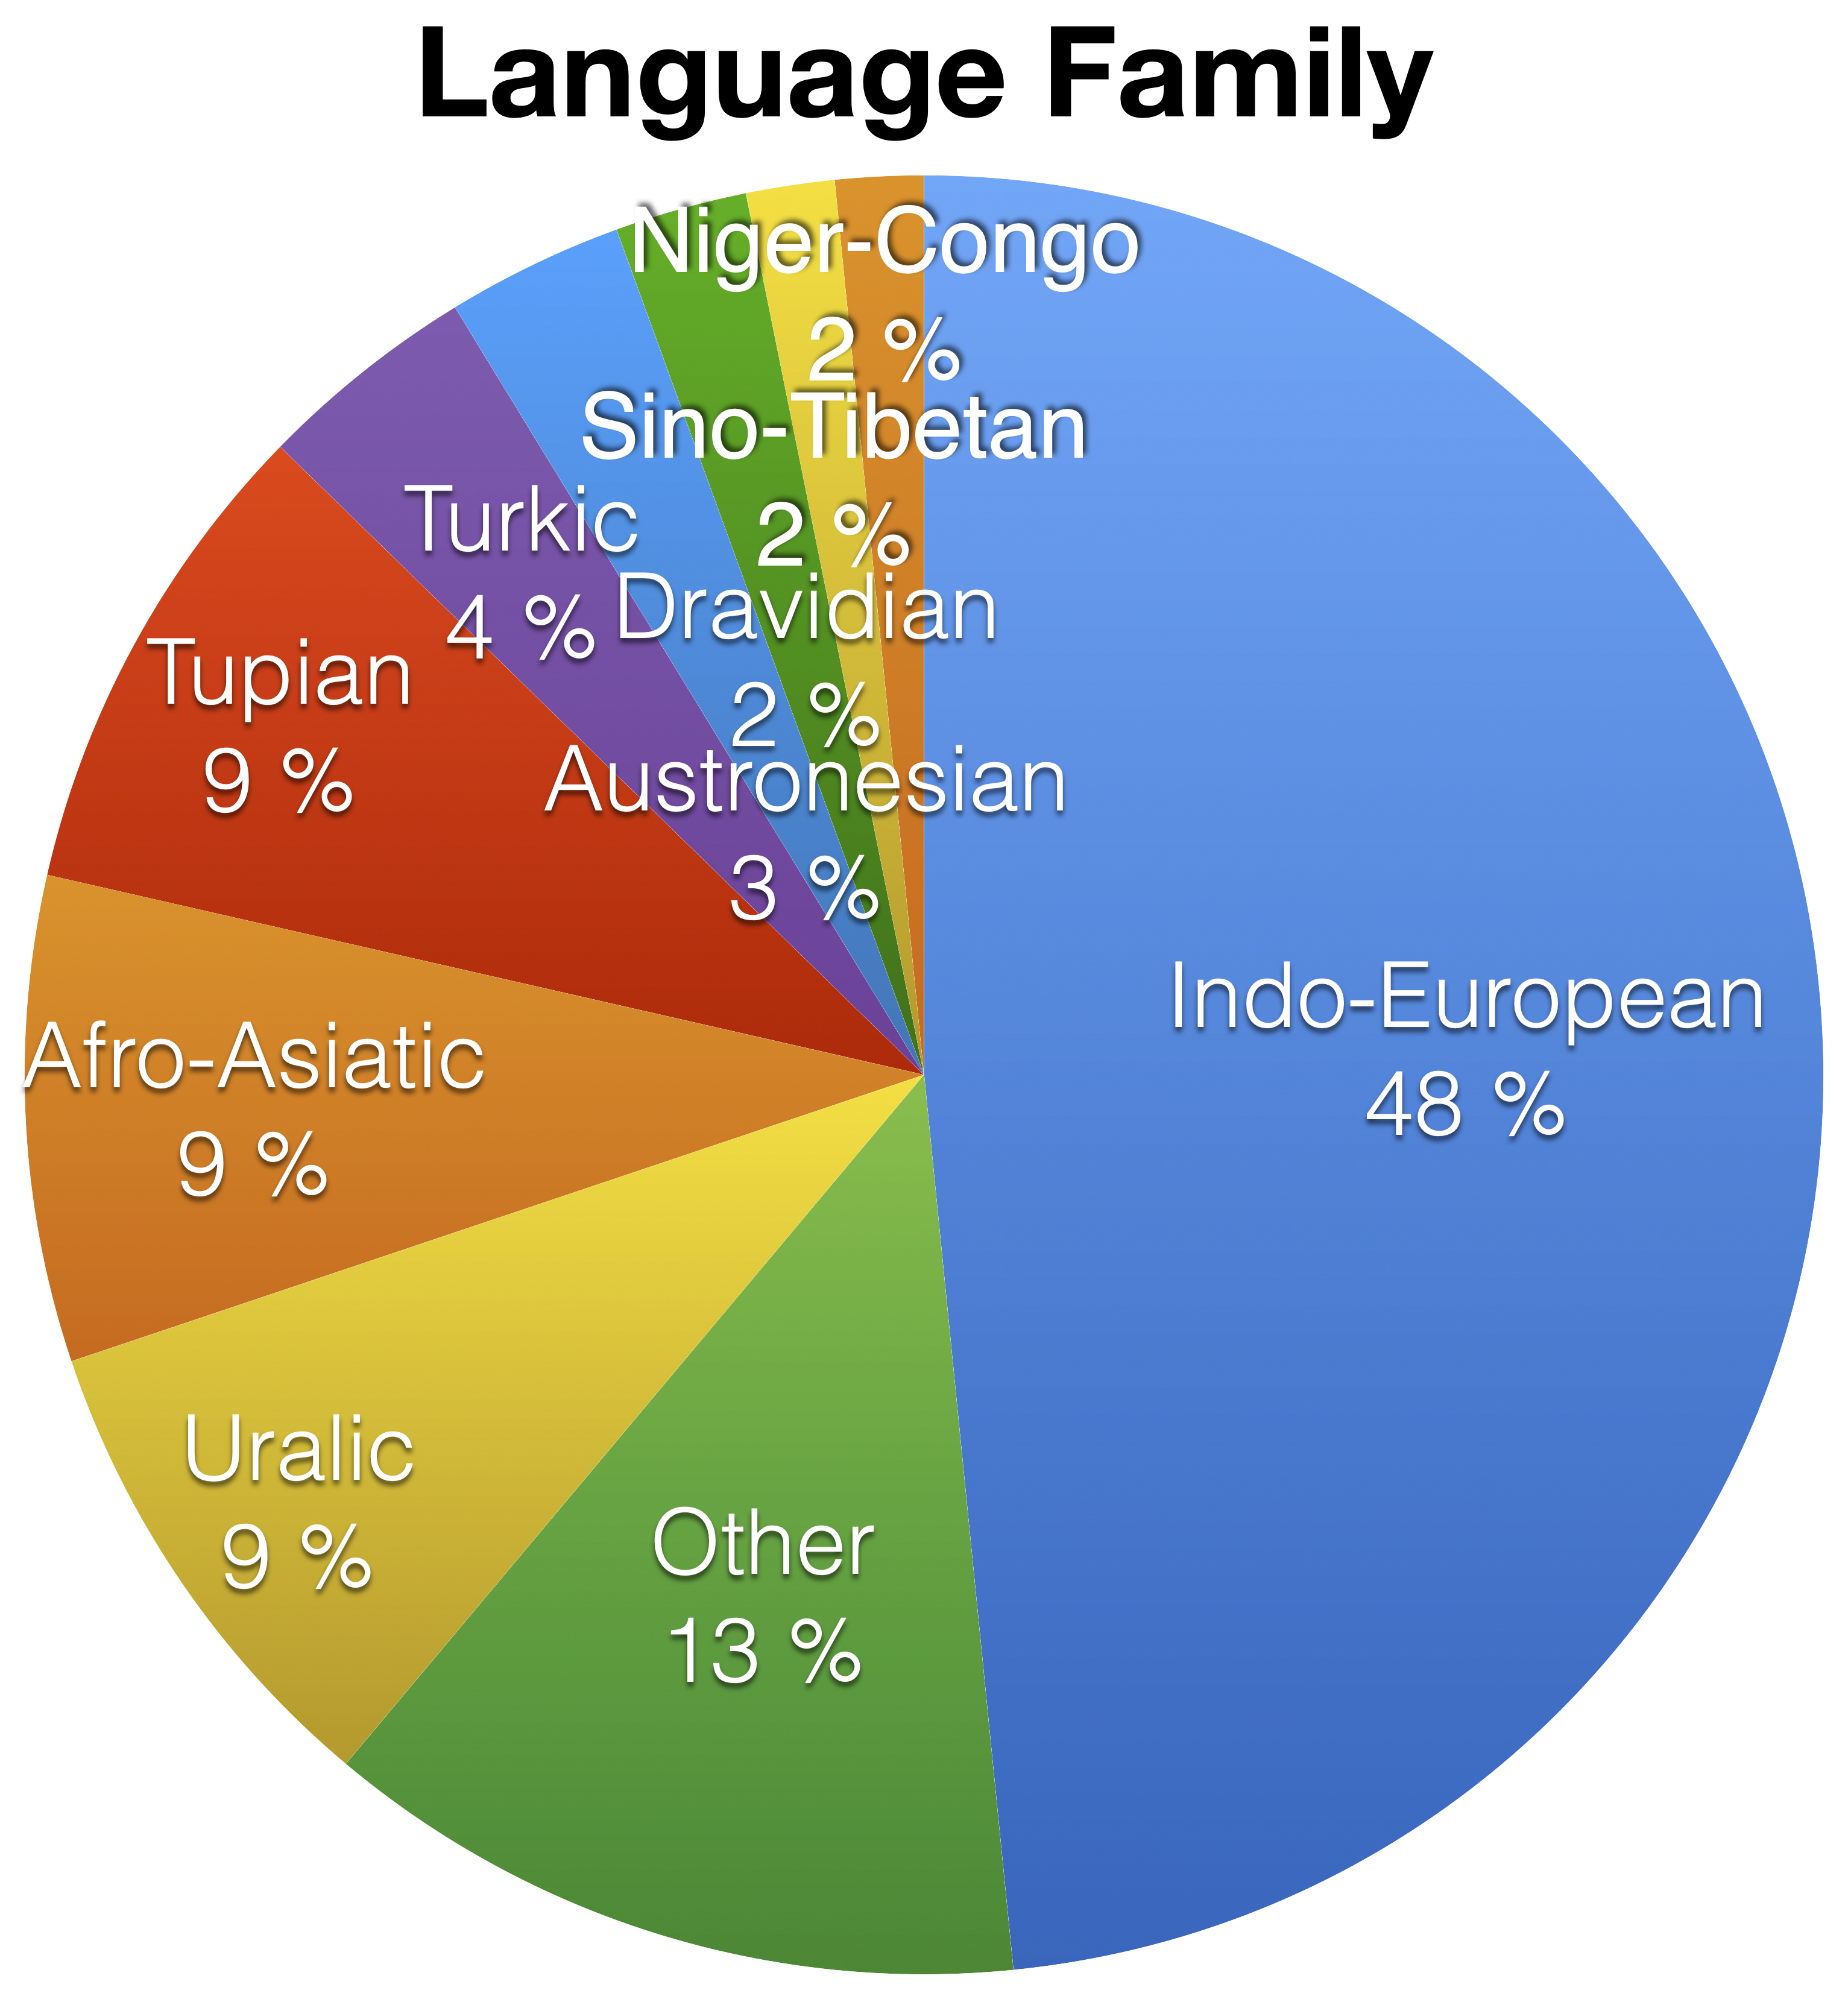 Language Family
Niger-Congo
2 %
Sino-Tibetan
2 %
Turkic
4 %
Dravidian
2 %
Tupian
9 %
Austronesian
3 %
Indo-European
48 %
Afro-Asiatic
9 %
Uralic
9 %
Other
13 %